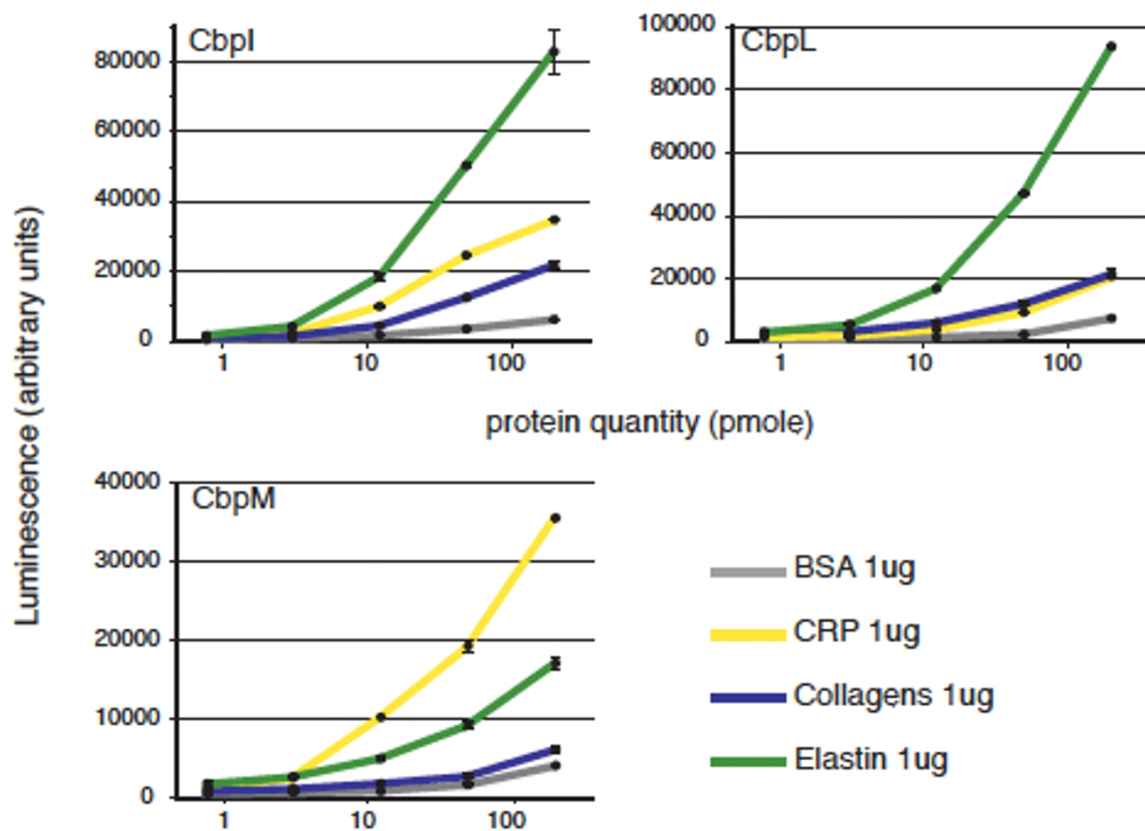 Luminescence (arbitrary units)
CbpI
80000
60000
40000
20000
0
1
10
100
CbpL
100000
80000
60000
40000
20000
0
1
10
100
protein quantity (pmole)
CbpM
40000
30000
20000
10000
0
1
10
100
BSA 1ug
CRP 1ug
Collagens 1ug
Elastin 1ug